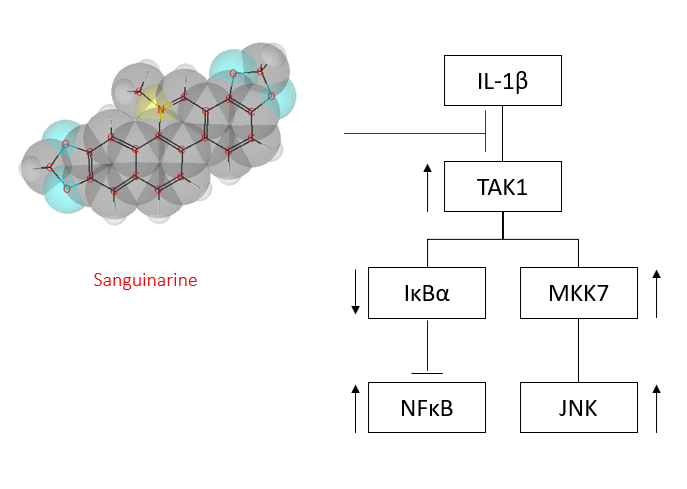 IL-1β
TAK1
Sanguinarine
IκBα
MKK7
NFκB
JNK